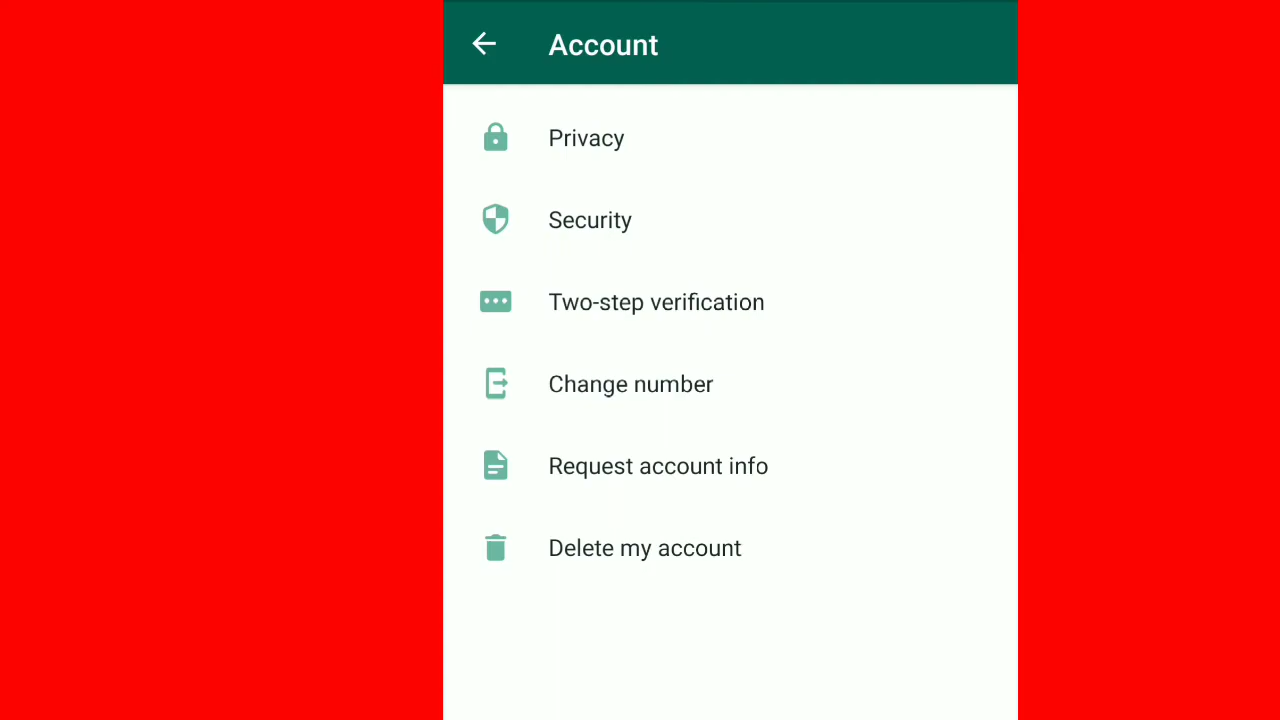 Account
Privacy
Security
Two-step verification
Change number
Request account info
Delete my account